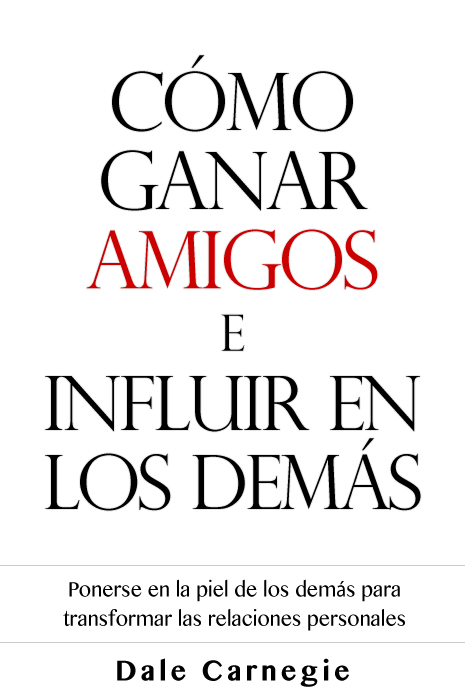 CÓMO
GANAR
AMIGOS
E
INFLUIR EN
LOS DEMÁS
Ponerse en la piel de los demás para
transformar las relaciones personales
Dale Carnegie